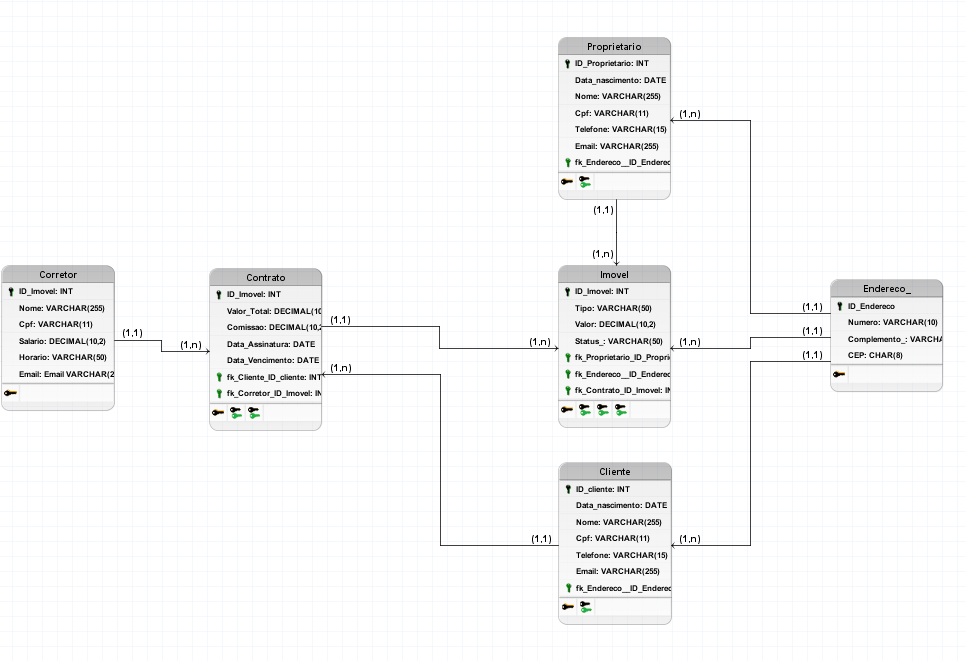 Proprietario
ID_Proprietario: INT
Data_nascimento: DATE
Nome: VARCHAR(255)
Cpf: VARCHAR(11)
Telefone: VARCHAR(15)
Email: VARCHAR(255)
fk_Endereco__ID_Enderec
(1,n)
(1,1)
(1,n)
Corretor
ID_Imovel: INT
Nome: VARCHAR(255)
Cpf: VARCHAR(11)
Salario: DECIMAL(10,2)
Horario: VARCHAR(50)
Email: Email VARCHAR(2
(1,1)
(1,n)
Contrato
ID_Imovel: INT
Valor_Total: DECIMAL(10
Comissao: DECIMAL(10,2
Data_Assinatura: DATE
Data_Vencimento: DATE
fk_Cliente_ID_cliente: INT
fk_Corretor_ID_Imovel: IN
(1,1)
(1,n)
(1,n)
Imovel
ID_Imovel: INT
Tipo: VARCHAR(50)
Valor: DECIMAL(10,2)
Status_: VARCHAR(50)
fk_Proprietario_ID_Propri
fk_Endereco__ID_Enderec
fk_Contrato_ID_Imovel: IN
(1,n)
Endereco_
ID_Endereco
Numero: VARCHAR(10)
Complemento_: VARCHA
CEP: CHAR(8)
(1,1)
(1,1)
(1,1)
Cliente
ID_cliente: INT
Data_nascimento: DATE
Nome: VARCHAR(255)
Cpf: VARCHAR(11)
Telefone: VARCHAR(15)
Email: VARCHAR(255)
fk_Endereco__ID_Enderec
(1,1)
(1,n)